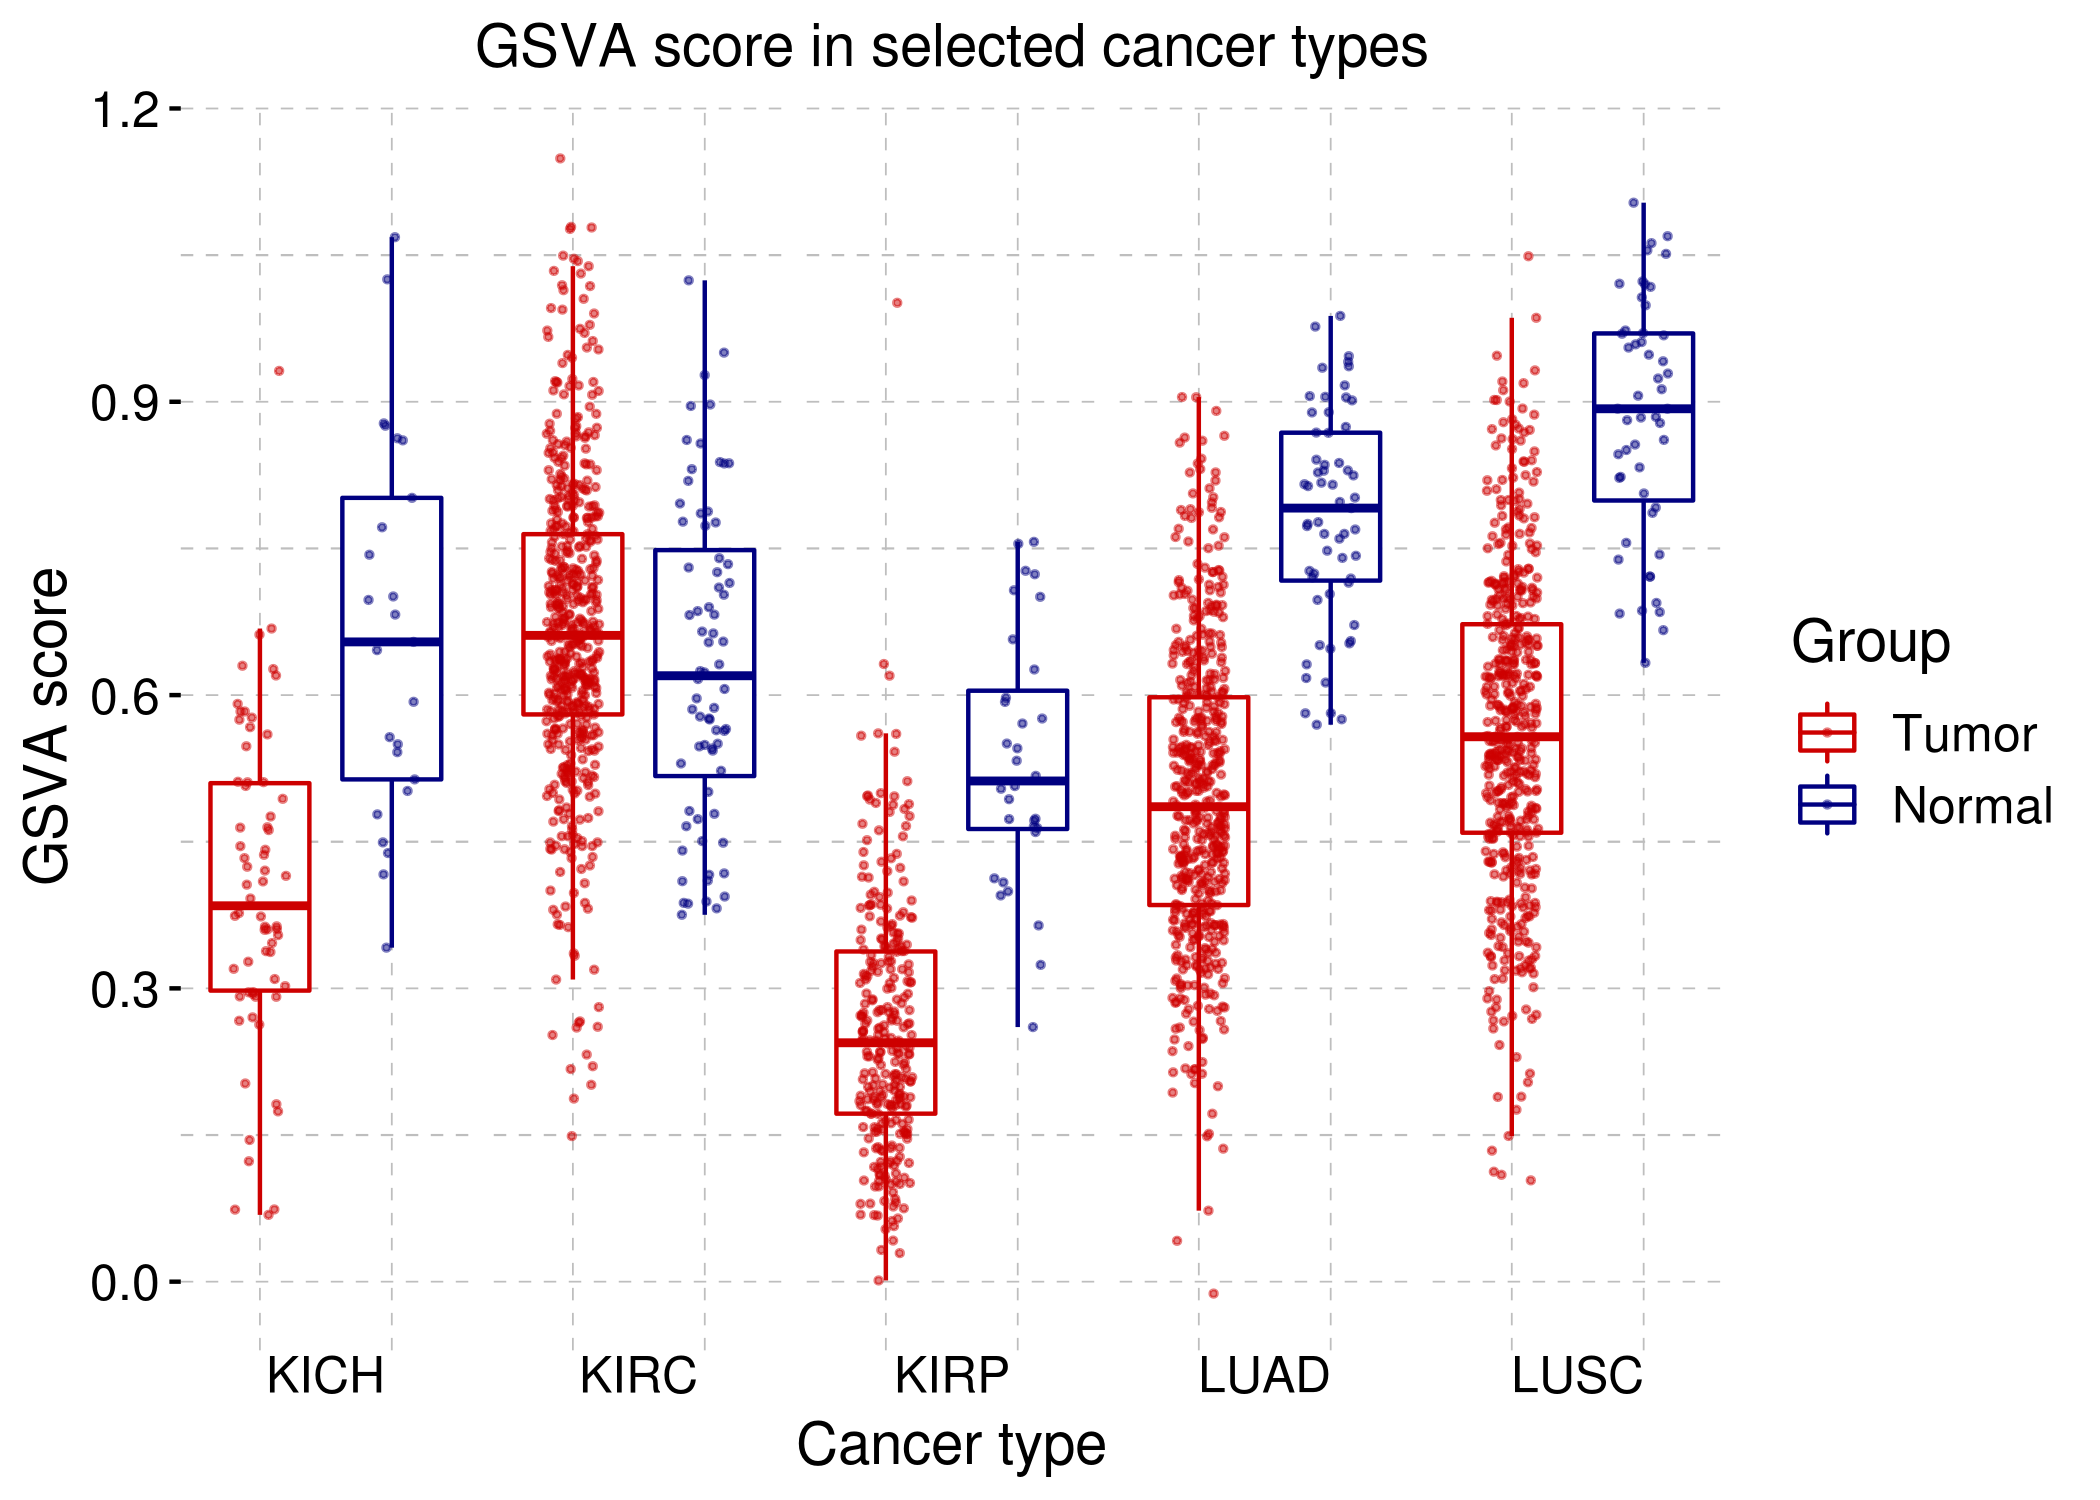 GSVA score in selected cancer types
GSVA score
1.2
0.9
0.6
0.3
0.0
KICH KIRC KIRP LUAD LUSC
Cancer type
Group
Tumor
Normal